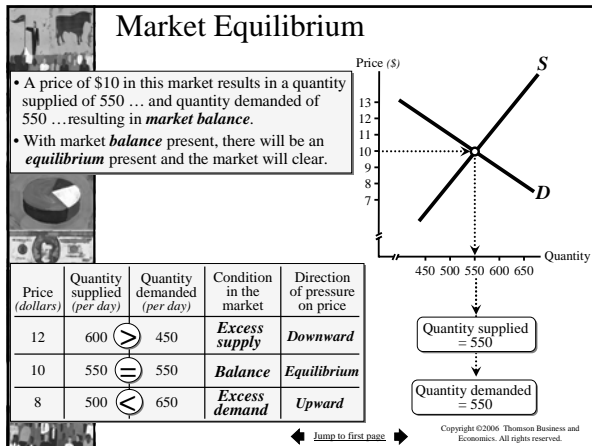 Market Equilibrium
• A price of $10 in this market results in a quantity
supplied of 550 … and quantity demanded of
550 …resulting in market balance.
• With market balance present, there will be an
equilibrium present and the market will clear.
Price ($)
S
13
12
11
10
9
8
7
D
Quantity
450 500 550 600 650
Price (dollars) Quantity supplied (per day) Quantity demanded (per day) Condition in the market Direction of pressure on price
12 600 > 450 Excess supply Downward
10 550 = 550 Balance Equilibrium
8 500 < 650 Excess demand Upward
Quantity supplied
= 550
Quantity demanded
= 550
Jump to first page
Copyright ©2006 Thomson Business and
Economics. All rights reserved.